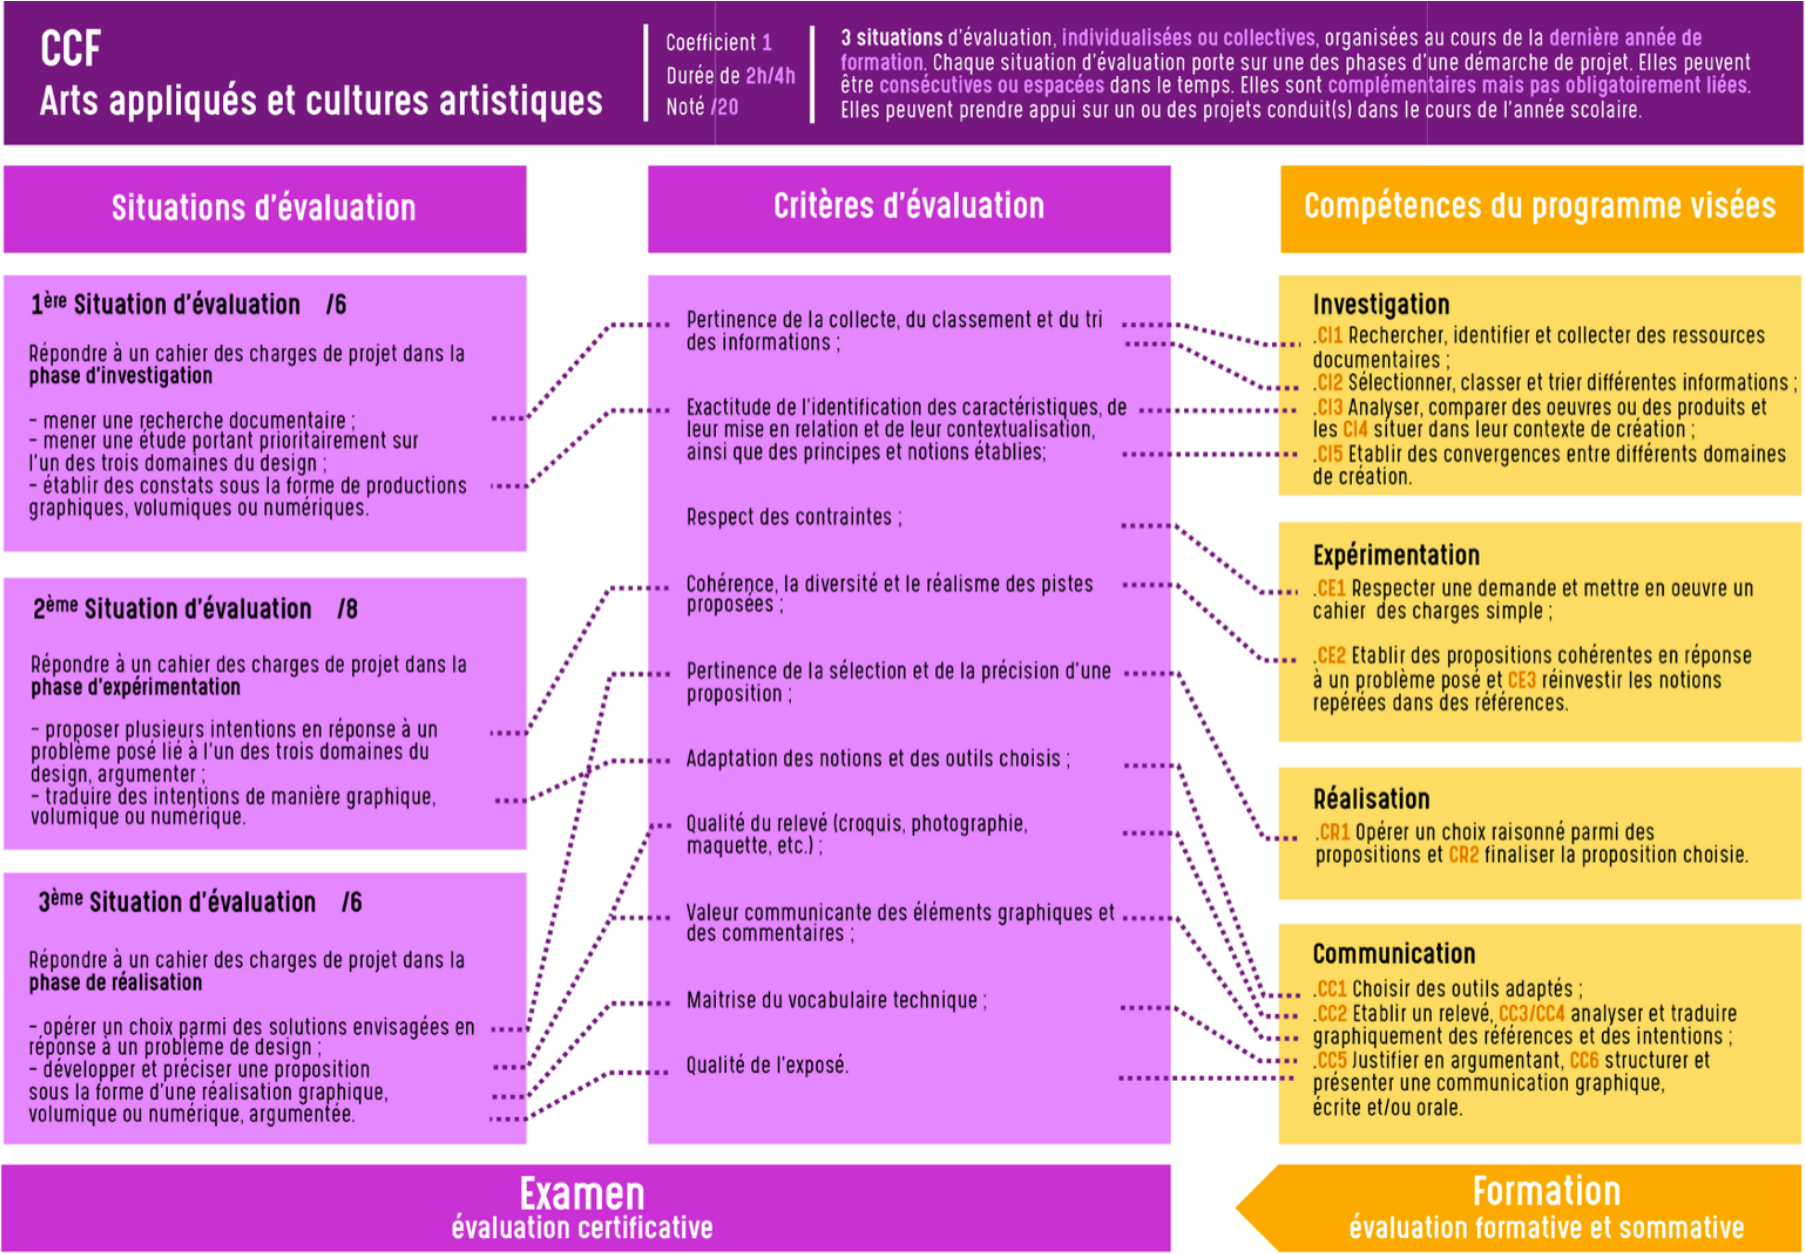 CCF
Arts appliqués et cultures artistiques
Coefficient 1
Durée de 2h/4h
Noté /20
3 situations d'évaluation, individualisées ou collectives, organisées au cours de la dernière année de
formation. Chaque situation d'évaluation porte sur une des phases d'une démarche de projet. Elles peuvent
être consécutives ou espacées dans le temps. Elles sont complémentaires mais pas obligatoirement liées.
Elles peuvent prendre appui sur un ou des projets conduit(s) dans le cours de l'année scolaire.
Situations d'évaluation
1ère Situation d'évaluation /6
Répondre à un cahier des charges de projet dans la
phase d'investigation
- mener une recherche documentaire ;
- mener une étude portant prioritairement sur
l'un des trois domaines du design ;
- établir des constats sous la forme de productions
graphiques, volumiques ou numériques.
2ème Situation d'évaluation /8
Répondre à un cahier des charges de projet dans la
phase d'expérimentation
- proposer plusieurs intentions en réponse à un
problème posé lié à l'un des trois domaines du
design, argumenter ;
- traduire des intentions de manière graphique,
volumique ou numérique.
3ème Situation d'évaluation /6
Répondre à un cahier des charges de projet dans la
phase de réalisation
- opérer un choix parmi des solutions envisagées en
réponse à un problème de design ;
- développer et préciser une proposition
sous la forme d'une réalisation graphique,
volumique ou numérique, argumentée.
Critères d'évaluation
Pertinence de la collecte, du classement et du tri
des informations ;
Exactitude de l'identification des caractéristiques, de
leur mise en relation et de leur contextualisation,
ainsi que des principes et notions établies;
Respect des contraintes ;
Cohérence, la diversité et le réalisme des pistes
proposées ;
Pertinence de la sélection et de la précision d'une
proposition ;
Adaptation des notions et des outils choisis ;
Qualité du relevé (croquis, photographie,
maquette, etc.) ;
Valeur communicante des éléments graphiques et
des commentaires ;
Maitrise du vocabulaire technique ;
Qualité de l'exposé.
Compétences du programme visées
Investigation
.CI1 Rechercher, identifier et collecter des ressources
documentaires ;
.CI2 Sélectionner, classer et trier différentes informations ;
.CI3 Analyser, comparer des oeuvres ou des produits et
les CI4 situer dans leur contexte de création ;
.CI5 Etablir des convergences entre différents domaines
de création.
Expérimentation
.CE1 Respecter une demande et mettre en oeuvre un
cahier des charges simple ;
.CE2 Etablir des propositions cohérentes en réponse
à un problème posé et CE3 réinvestir les notions
repérées dans des références.
Réalisation
.CR1 Opérer un choix raisonné parmi des
propositions et CR2 finaliser la proposition choisie.
Communication
.CC1 Choisir des outils adaptés ;
.CC2 Etablir un relevé, CC3/CC4 analyser et traduire
graphiquement des références et des intentions ;
.CC5 Justifier en argumentant, CC6 structurer et
présenter une communication graphique,
écrite et/ou orale.
Examen
évaluation certificative
Formation
évaluation formative et sommative